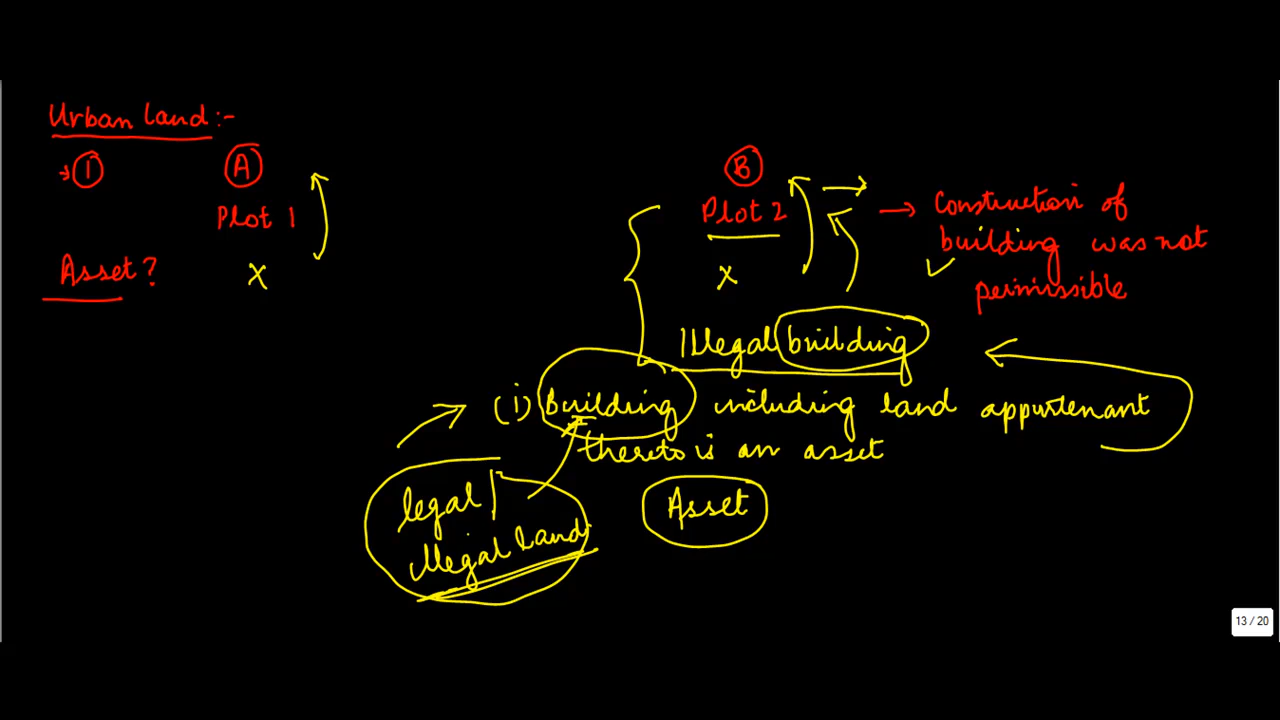 Urban land :-
→ 1 A B
Plot 1 Plot 2 → Construction of
building was not
permissible
Asset ? X X
Illegal building
(i) Building including land appurtenant
thereto is an asset
legal / Asset
illegal land
13 / 20